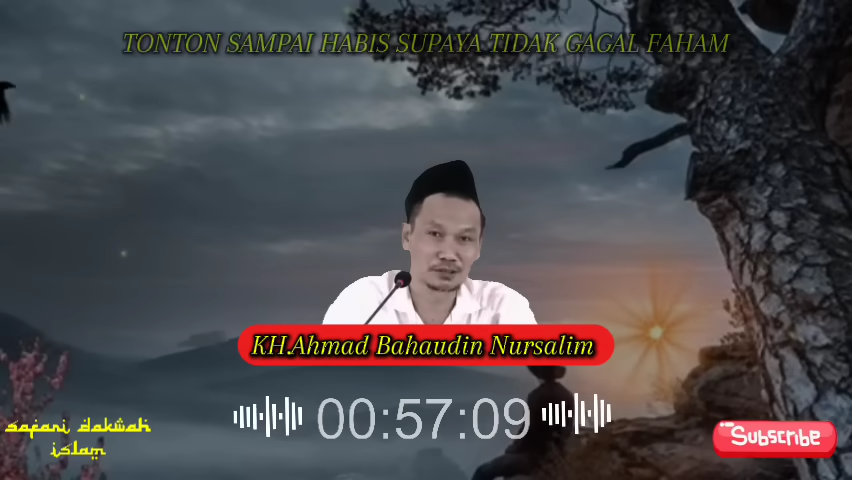 TONTON SAMPAI HABIS SUPAYA TIDAK GAGAL FAHAM
KH.Ahmad Bahaudin Nursalim
00:57:09
safari dakwah
islam
Subscribe